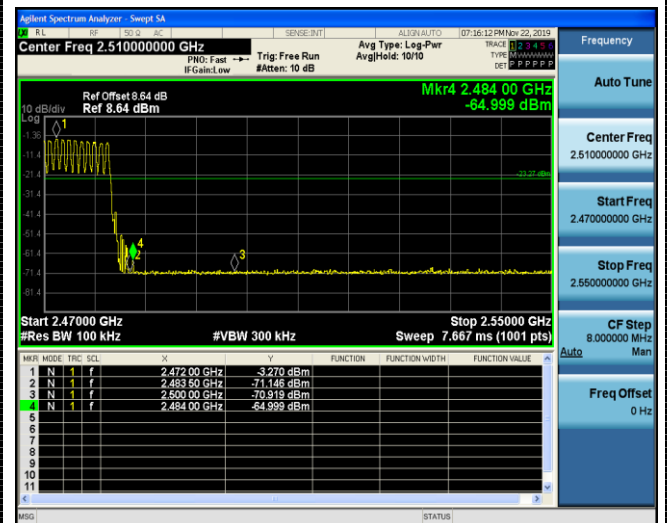 Agilent Spectrum Analyzer - Swept SA
RL RF 50 Ω AC SENSE:INT ALIGN AUTO 07:16:12 PM Nov 22, 2019
Center Freq 2.510000000 GHz
PNO: Fast
IFGain:Low
Trig: Free Run
#Atten: 10 dB
Avg Type: Log-Pwr
Avg|Hold: 10/10
TRACE 1 2 3 4 5 6
TYPE M
DET P P P P P P
Mkr4 2.484 00 GHz
-64.999 dBm
Ref Offset 8.64 dB
Ref 8.64 dBm
10 dB/div
Log
-1.36
-11.4
-21.4
-31.4
-41.4
-51.4
-61.4
-71.4
-81.4
1
4
2
3
-23.27 dBm
Start 2.47000 GHz
Stop 2.55000 GHz
#Res BW 100 kHz
#VBW 300 kHz
Sweep 7.667 ms (1001 pts)
MKR MODE TRC SCL X Y FUNCTION FUNCTION WIDTH FUNCTION VALUE
1 N 1 f 2.472 00 GHz -3.270 dBm
2 N 1 f 2.483 50 GHz -71.146 dBm
3 N 1 f 2.500 00 GHz -70.919 dBm
4 N 1 f 2.484 00 GHz -64.999 dBm
5
6
7
8
9
10
11
MSG
STATUS
Frequency
Auto Tune
Center Freq
2.510000000 GHz
Start Freq
2.470000000 GHz
Stop Freq
2.550000000 GHz
CF Step
8.000000 MHz
Auto Man
Freq Offset
0 Hz